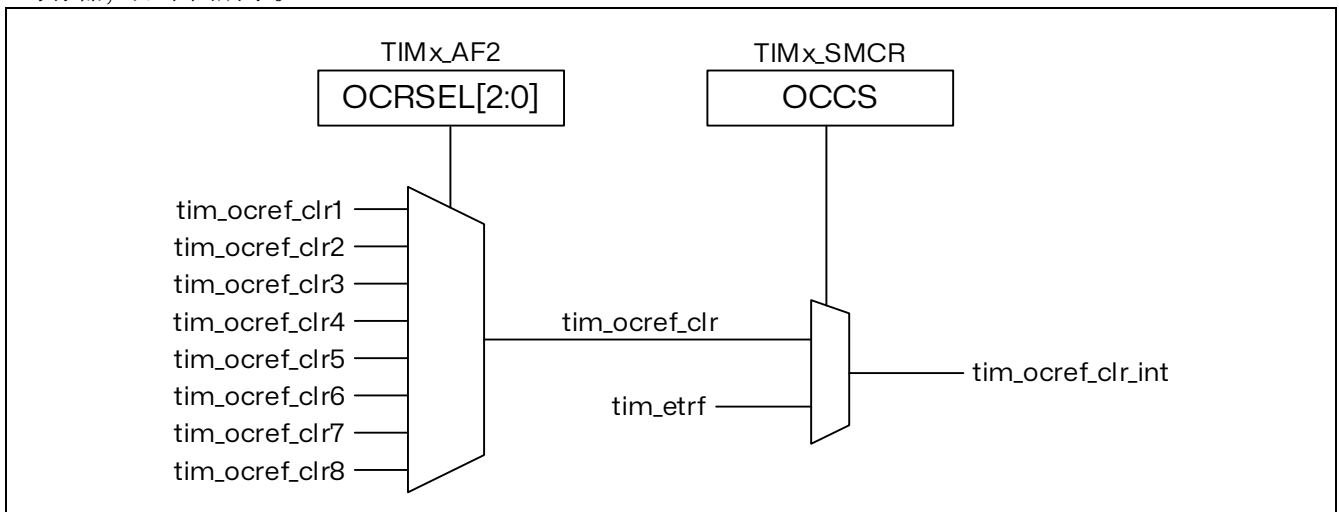 TIMx_AF2
TIMx_SMCR
OCRSEL[2:0]
OCCS
tim_ocref_clr1
tim_ocref_clr2
tim_ocref_clr3
tim_ocref_clr4
tim_ocref_clr5
tim_ocref_clr6
tim_ocref_clr7
tim_ocref_clr8
tim_ocref_clr
tim_etrf
tim_ocref_clr_int